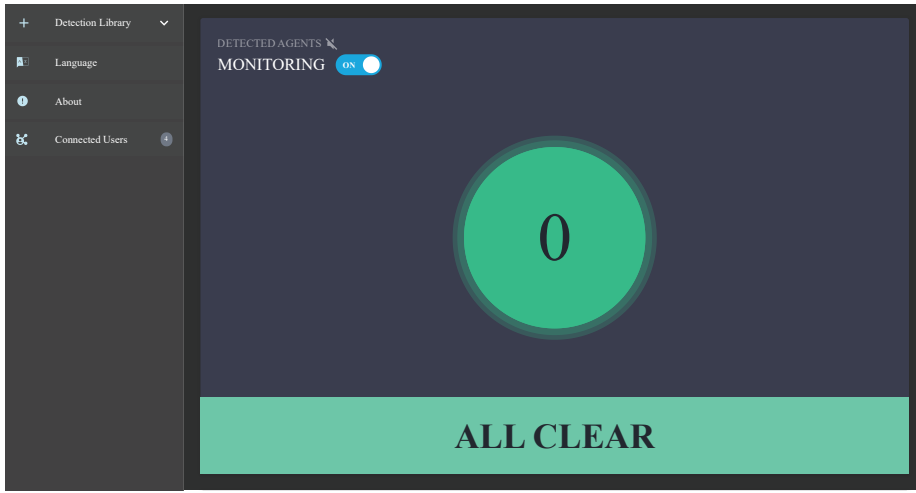 Detection Library
Language
About
Connected Users 4
DETECTED AGENTS
MONITORING ON
0
ALL CLEAR